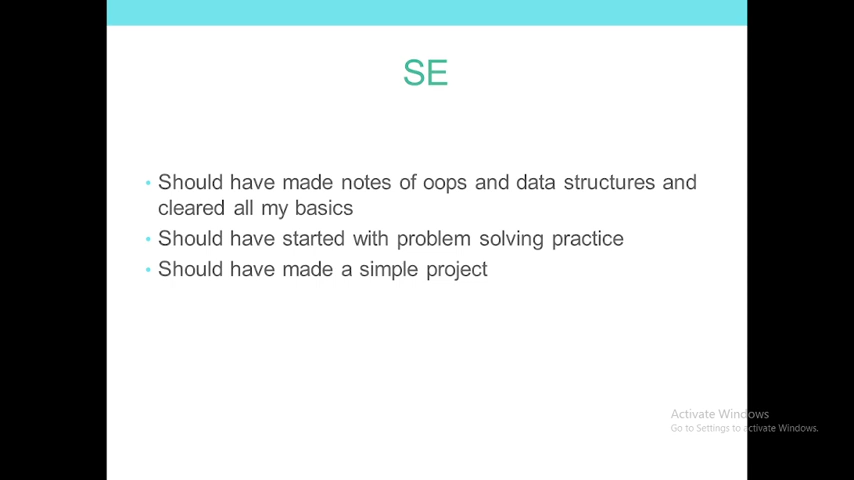 SE
• Should have made notes of oops and data structures and
cleared all my basics
• Should have started with problem solving practice
• Should have made a simple project
Activate Windows
Go to Settings to activate Windows.